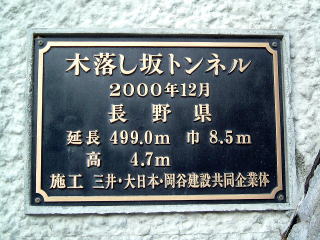 木落し坂トンネル
2000年12月
長野県
延長 499.0m 巾 8.5m
高 4.7m
施工 三井・大日本・岡谷建設共同企業体